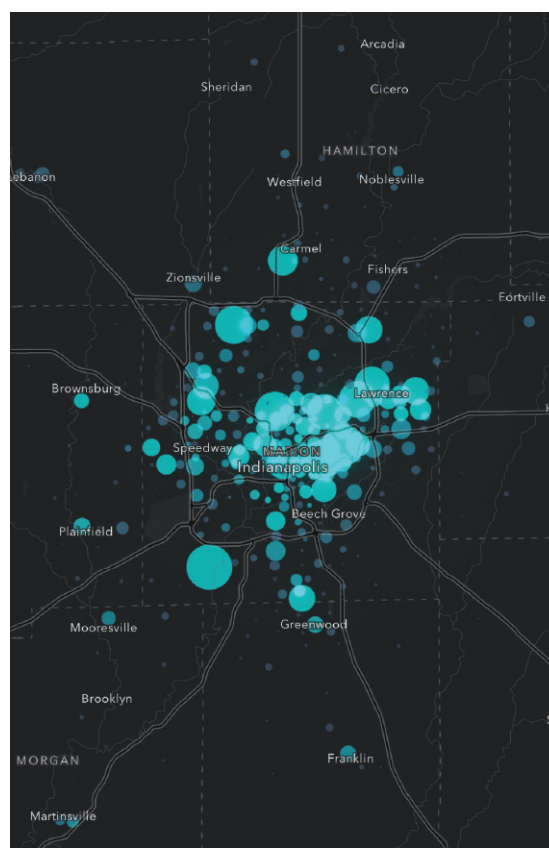 Arcadia
Sheridan
Cicero
HAMILTON
Lebanon
Westfield
Noblesville
Carmel
Zionsville
Fishers
Fortville
Brownsburg
Lawrence
Speedway
MARION
Indianapolis
Beech Grove
Plainfield
Mooresville
Greenwood
Brooklyn
MORGAN
Franklin
Martinsville